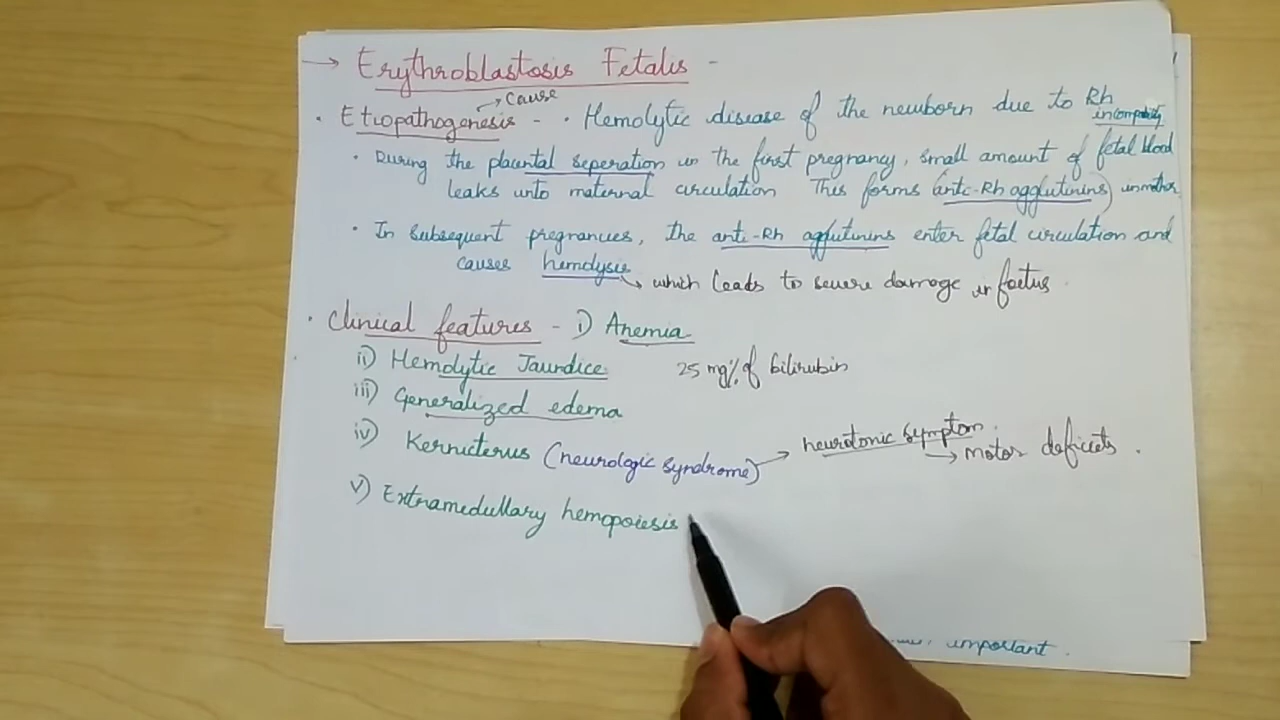 → Erythroblastosis Fetalis -
→ Cause
• Etiopathogenesis - • Hemolytic disease of the newborn due to Rh
• During the placental seperation in the first pregnancy, small amount of fetal blood
leaks into maternal circulation This forms (anti-Rh agglutinins) in mother
• In subsequent pregnancies, the anti-Rh agglutinins enter fetal circulation and
causes hemolysis → which leads to severe damage in foetus
• Clinical features - i) Anemia
ii) Hemolytic Jaundice 25 mg% of bilirubin
iii) Generalized edema
iv) Kernicterus (neurologic syndrome) → neurotonic symptom.
→ motor deficets.
v) Extramedullary hemopoiesis
important.